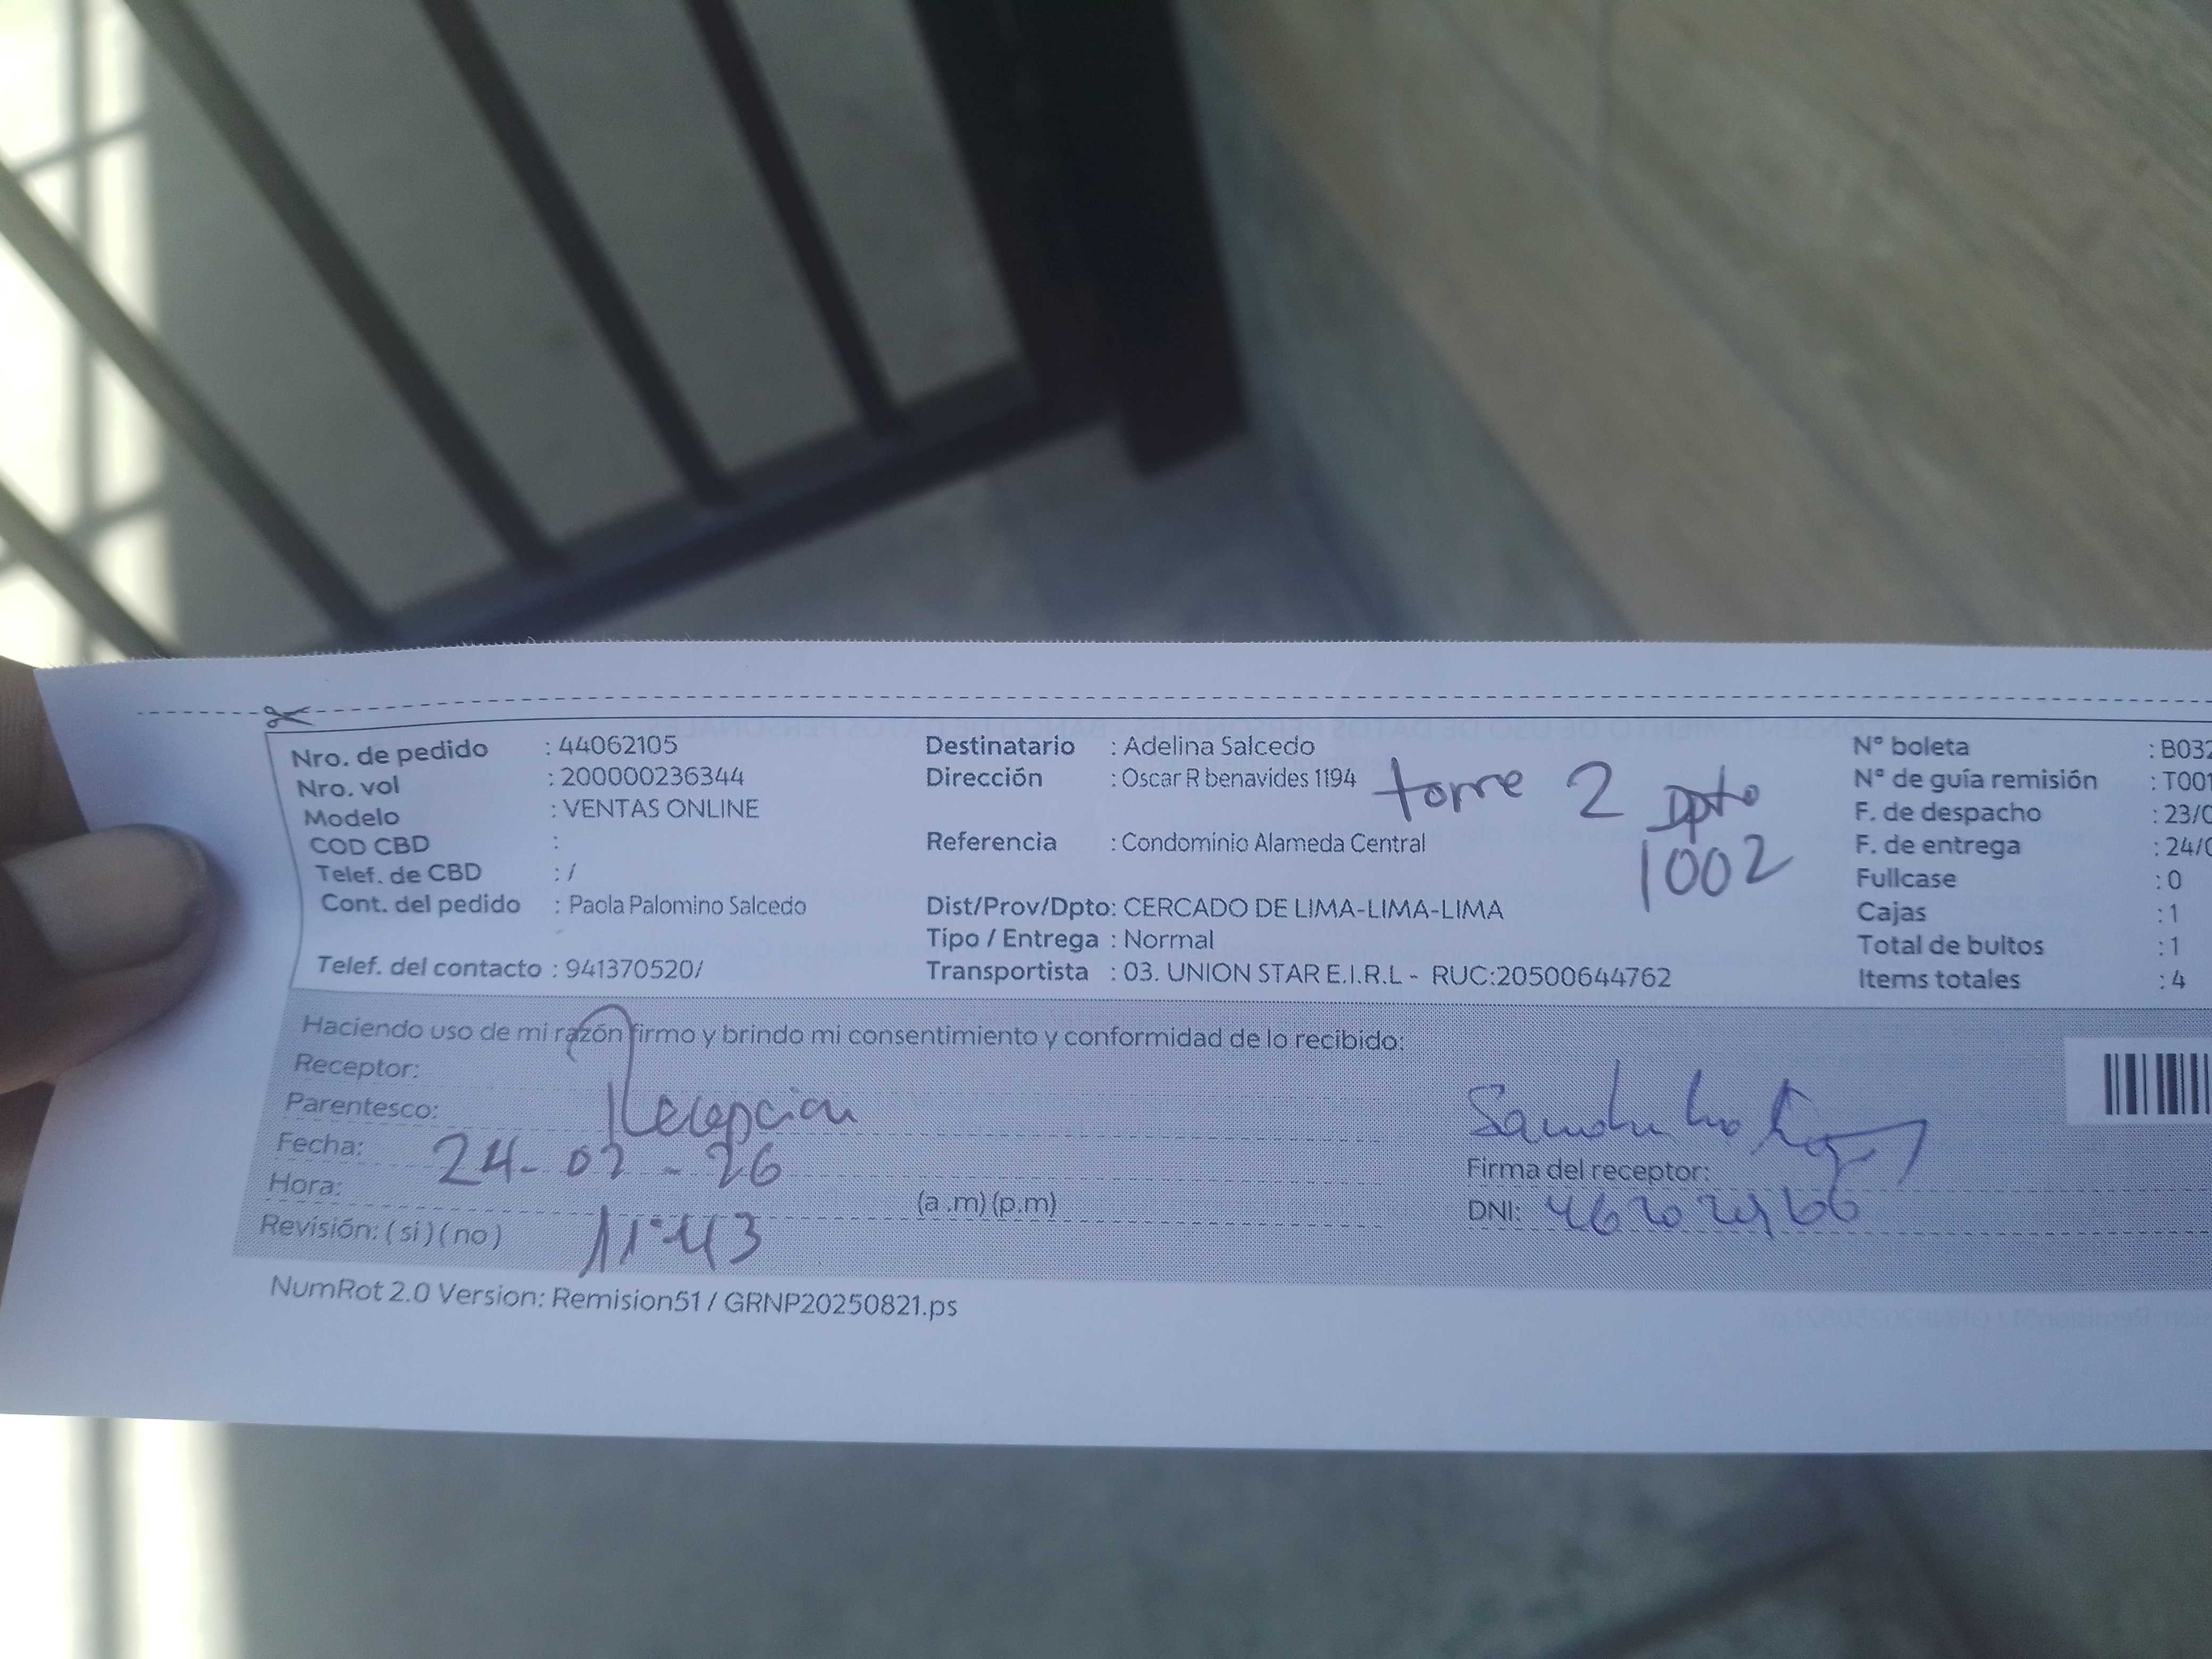 Nro. de pedido : 44062105
Nro. vol : 200000236344
Modelo : VENTAS ONLINE
COD CBD :
Telef. de CBD : /
Cont. del pedido : Paola Palomino Salcedo
Telef. del contacto : 941370520/
Destinatario : Adelina Salcedo
Dirección : Oscar R benavides 1194 torre 2 Dpto
1002
Referencia : Condominio Alameda Central
Dist/Prov/Dpto: CERCADO DE LIMA-LIMA-LIMA
Tipo / Entrega : Normal
Transportista : 03. UNION STAR E.I.R.L - RUC:20500644762
N° boleta : B032
N° de guía remisión : T001
F. de despacho : 23/0
F. de entrega : 24/0
Fullcase : 0
Cajas : 1
Total de bultos : 1
Items totales : 4
Haciendo uso de mi razón firmo y brindo mi consentimiento y conformidad de lo recibido:
Receptor:
Parentesco: Recepcion
Fecha: 24-02-26
Hora: 11:43 (a .m) (p.m)
Revisión: ( si ) ( no )
Firma del receptor:
DNI:
NumRot 2.0 Version: Remision51 / GRNP20250821.ps